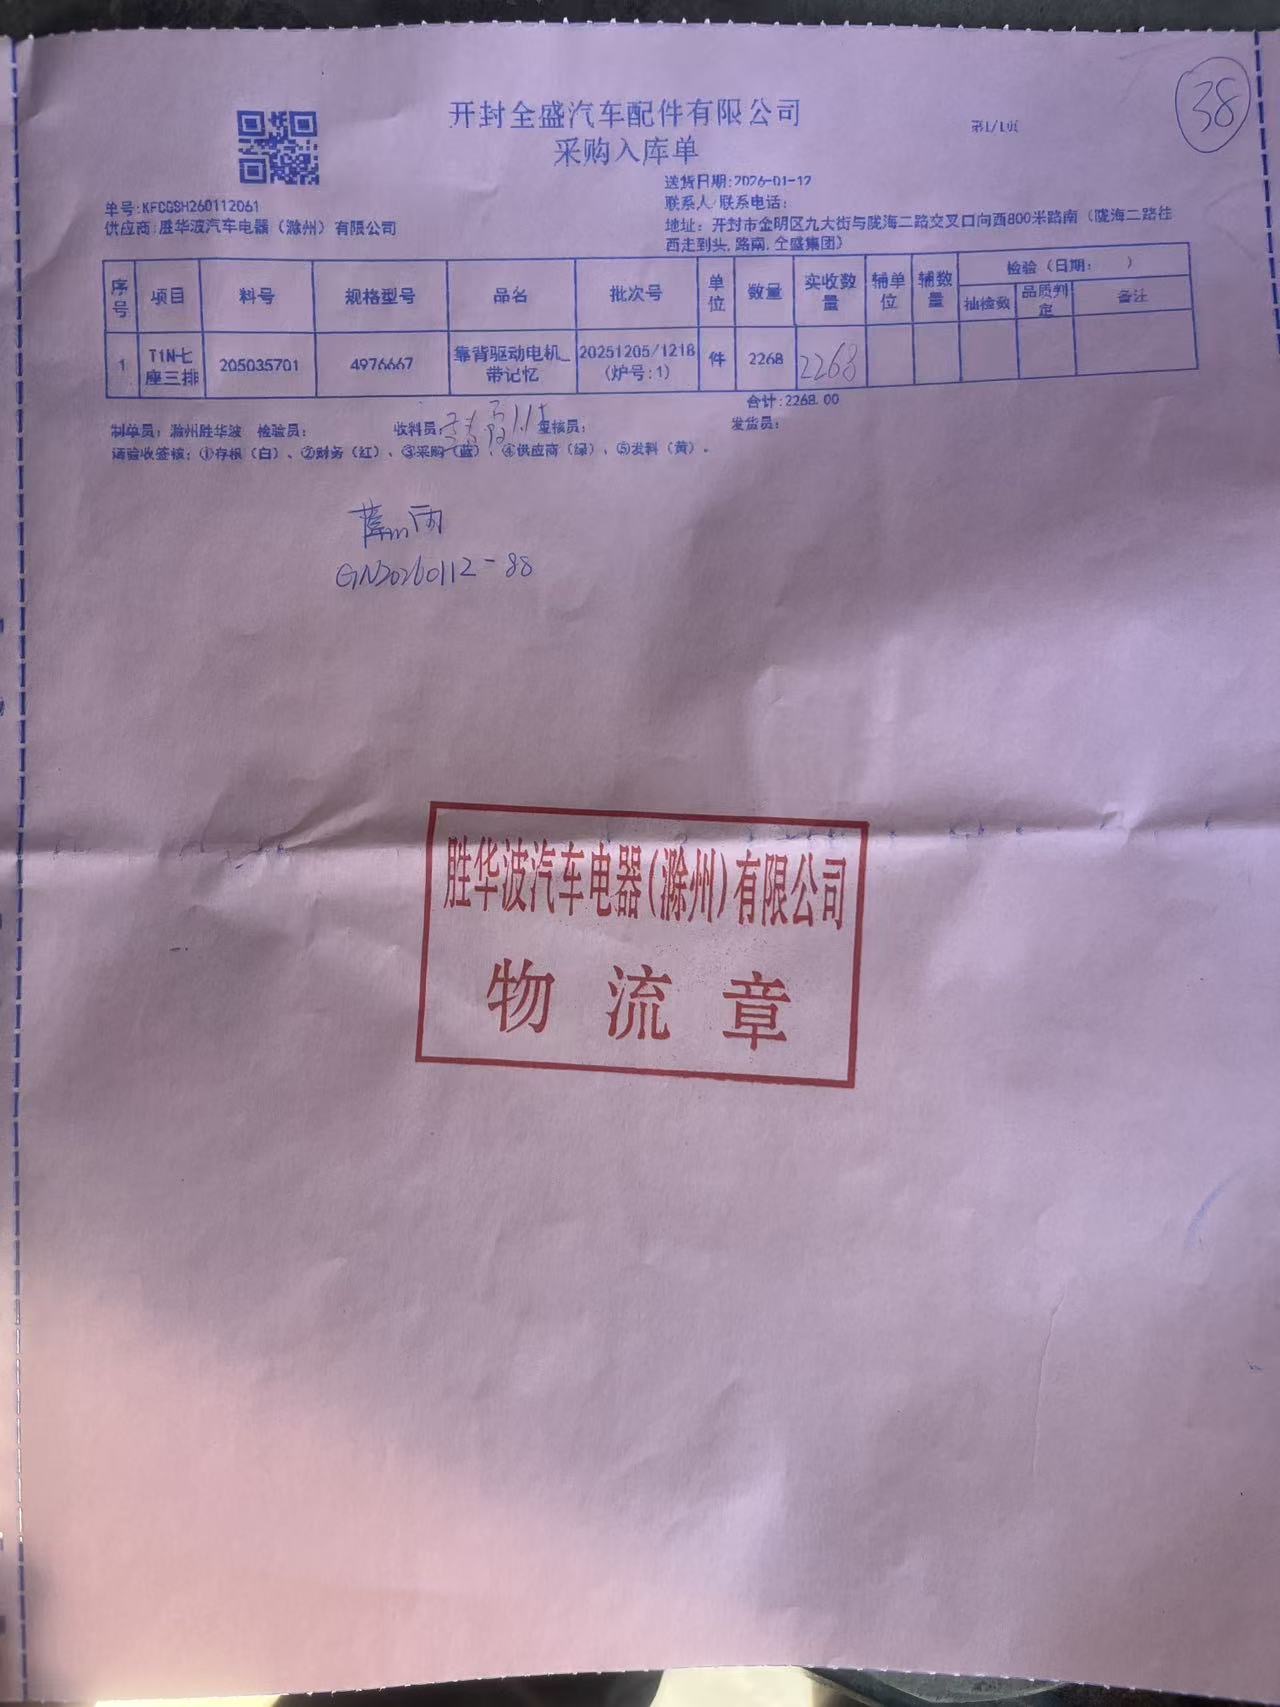 38
开封全盛汽车配件有限公司
第1/1页
采购入库单
送货日期:2026-01-12
单号:KFCGSH260112061
联系人/联系电话:
供应商:胜华波汽车电器（滁州）有限公司
地址: 开封市金明区九大街与陇海二路交叉口向西800米路南（陇海二路往
西走到头,路南,仝盛集团）
序号 项目 料号 规格型号 品名 批次号 单位 数量 实收数量 辅单位 辅数量 检验（日期: ）
抽检数 品质判定 备注
1 T1N七座三排 205035701 4976667 靠背驱动电机_带记忆 20251205/1218(炉号:1) 件 2268 2268
合计:2268.00
制单员: 滁州胜华波 检验员: 收料员: 复核员: 发货员:
请验收签核: ①存根（白）、②财务（红）、③采购（蓝）、④供应商（绿）、⑤发料（黄）。
GN20260112-88
胜华波汽车电器(滁州)有限公司
物流章